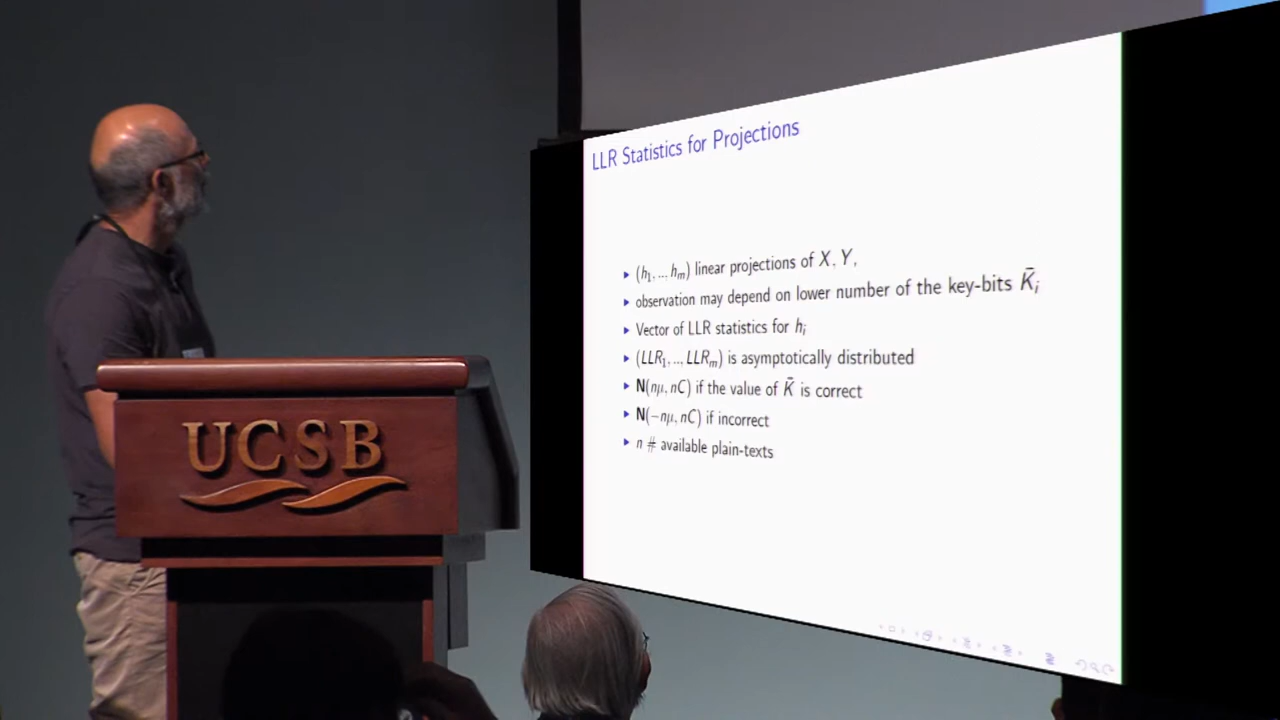 LLR Statistics for Projections
(h₁, ... hₘ) linear projections of X, Y,
observation may depend on lower number of the key-bits K̄ᵢ
Vector of LLR statistics for hᵢ
(LLR₁, .., LLRₘ) is asymptotically distributed
N(nμ, nC) if the value of K̄ is correct
N(−nμ, nC) if incorrect
n # available plain-texts
UCSB